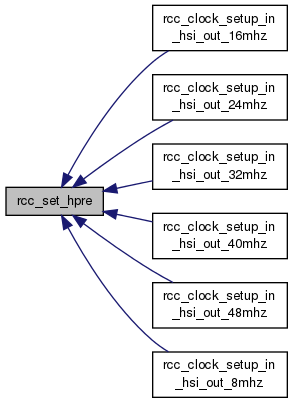 rcc_clock_setup_in
_hsi_out_16mhz
rcc_clock_setup_in
_hsi_out_24mhz
rcc_clock_setup_in
_hsi_out_32mhz
rcc_set_hpre
rcc_clock_setup_in
_hsi_out_40mhz
rcc_clock_setup_in
_hsi_out_48mhz
rcc_clock_setup_in
_hsi_out_8mhz